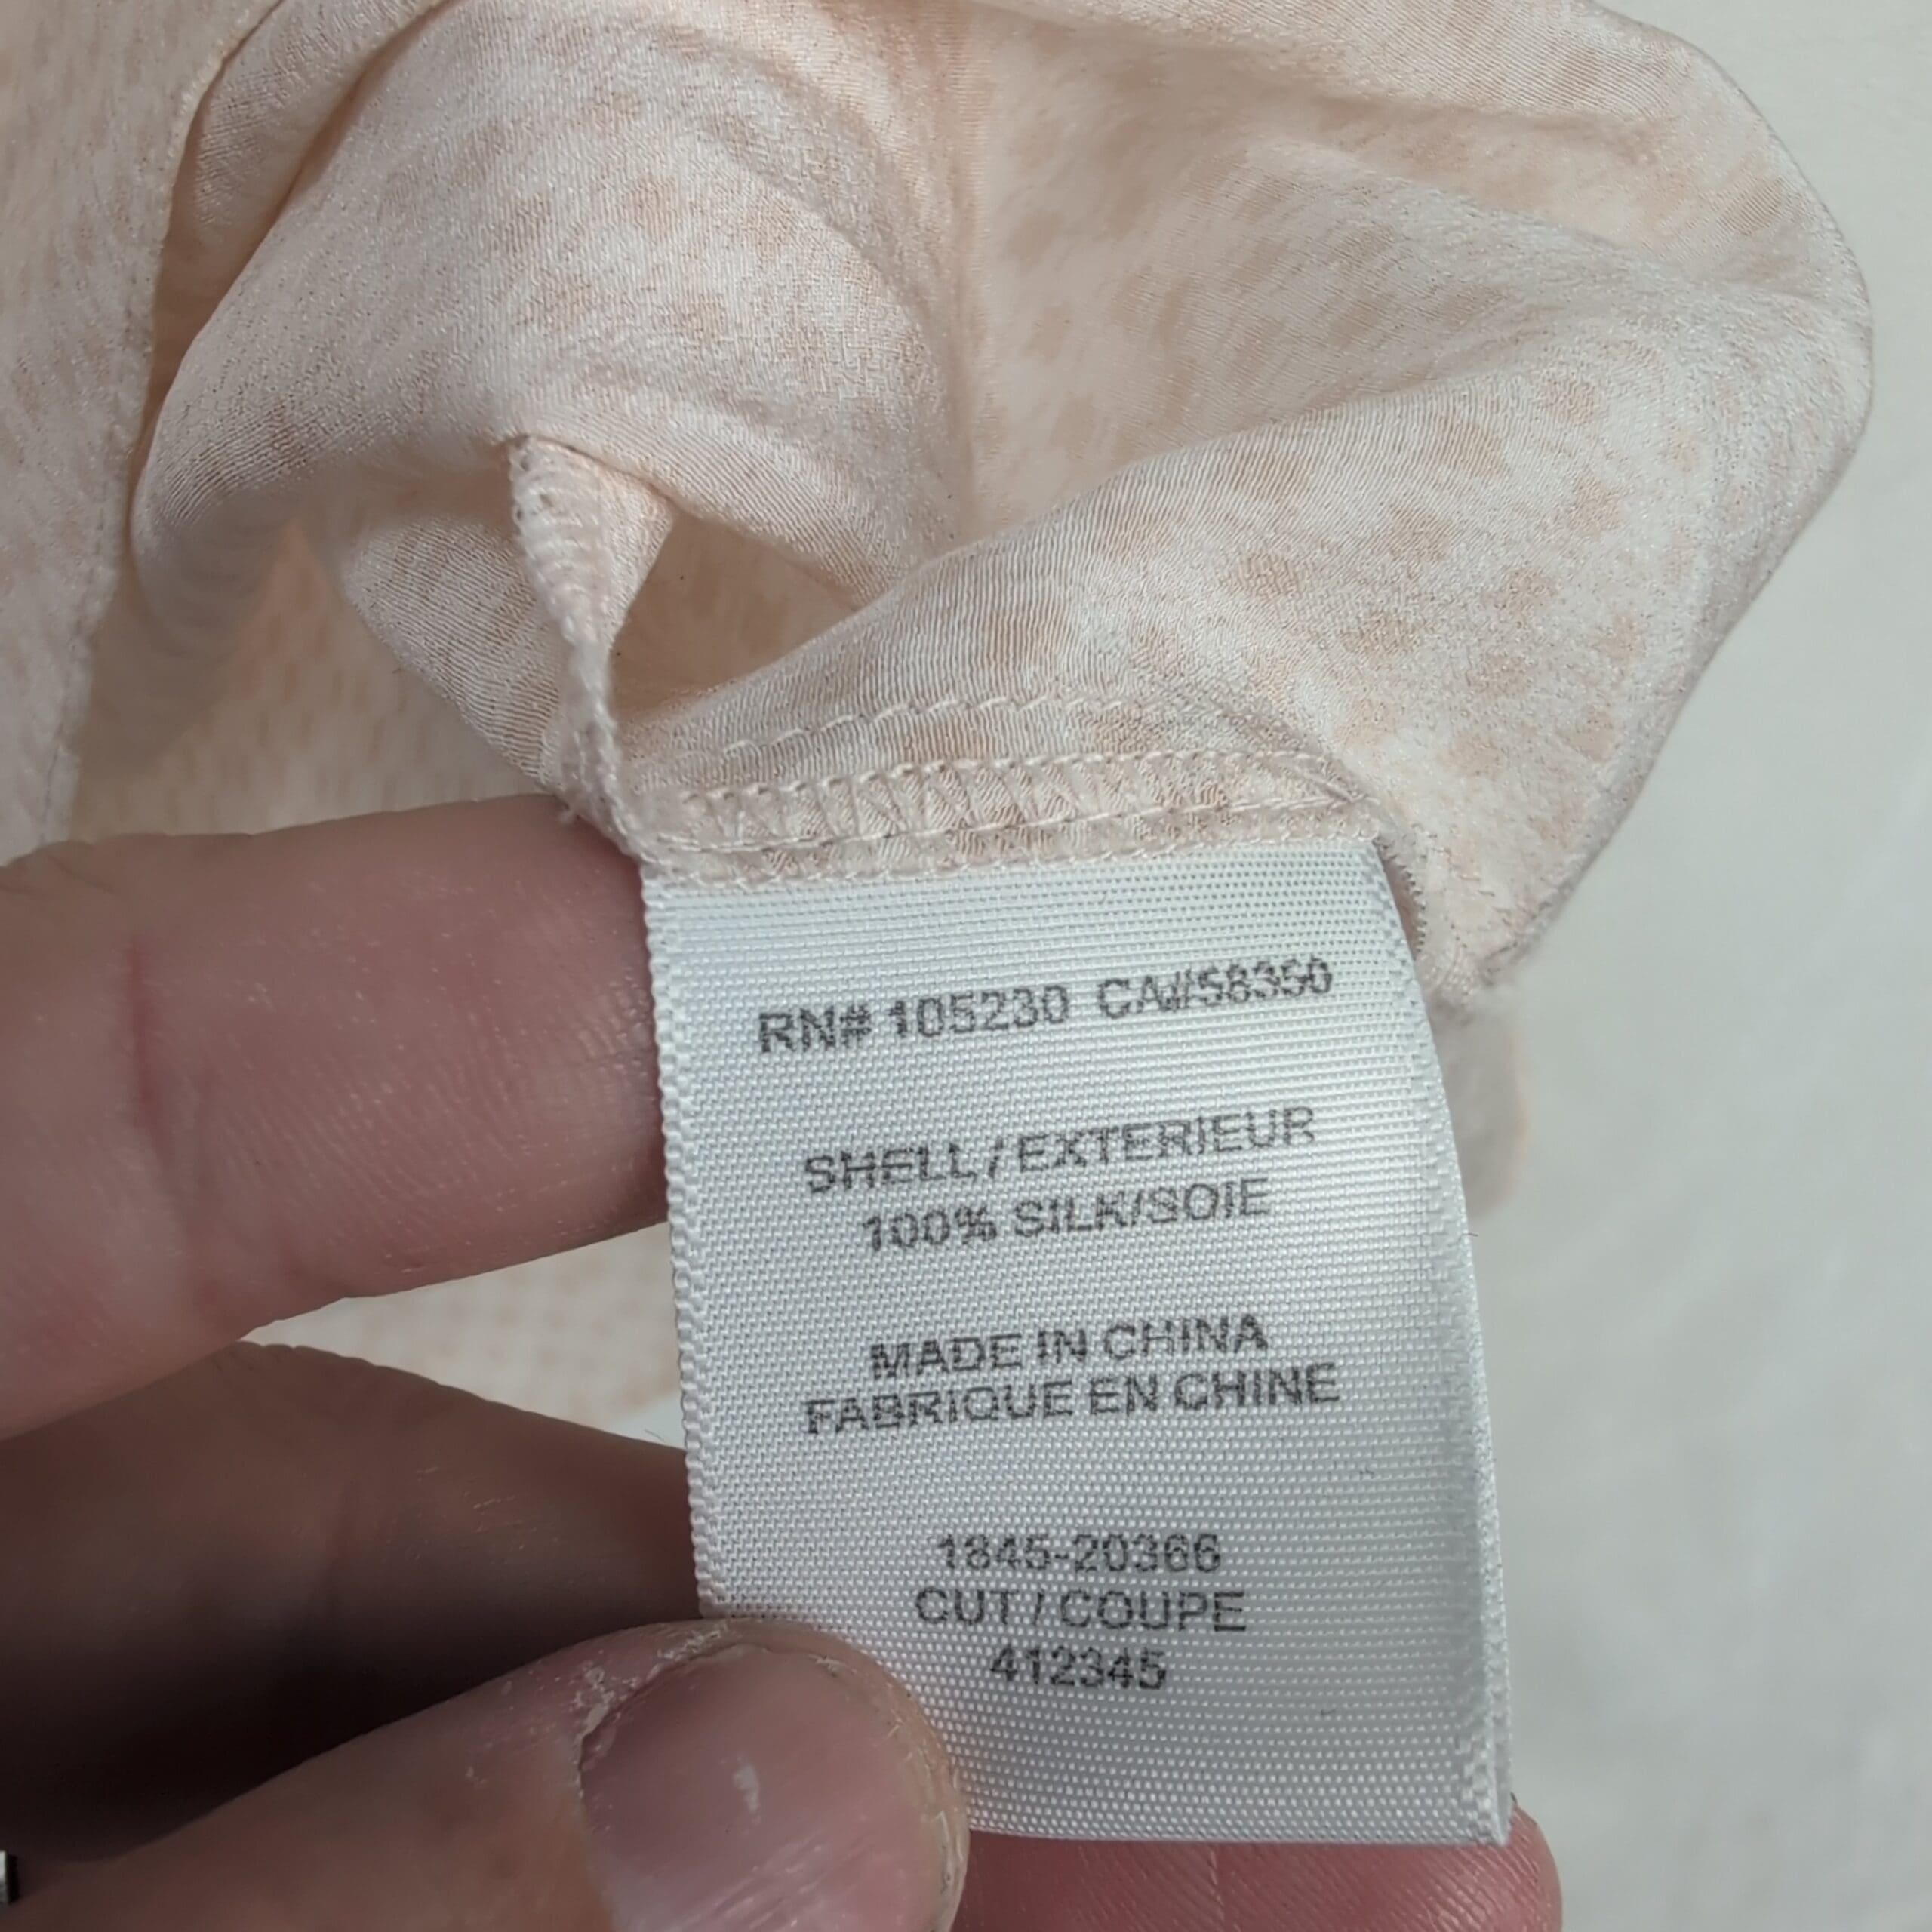 RN# 105230 CA#58350
SHELL / EXTERIEUR
100% SILK/SOIE
MADE IN CHINA
FABRIQUE EN CHINE
1845-20366
CUT / COUPE
412345